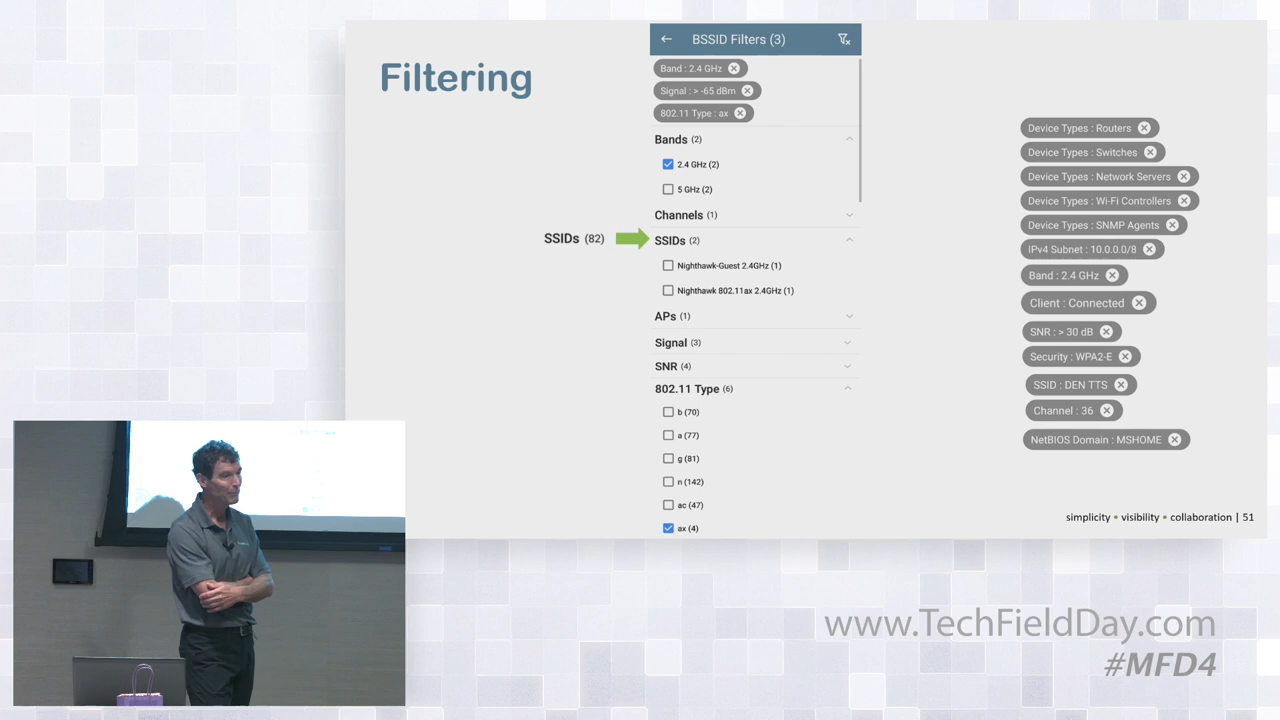 Filtering
BSSID Filters (3)
Band : 2.4 GHz
Signal : > -65 dBm
802.11 Type : ax
Bands (2)
2.4 GHz (2)
5 GHz (2)
Channels (1)
SSIDs (82)
SSIDs (2)
Nighthawk-Guest 2.4GHz (1)
Nighthawk 802.11ax 2.4GHz (1)
APs (1)
Signal (3)
SNR (4)
802.11 Type (6)
b (70)
a (77)
g (81)
n (142)
ac (47)
ax (4)
Device Types : Routers
Device Types : Switches
Device Types : Network Servers
Device Types : Wi-Fi Controllers
Device Types : SNMP Agents
IPv4 Subnet : 10.0.0.0/8
Band : 2.4 GHz
Client : Connected
SNR : > 30 dB
Security : WPA2-E
SSID : DEN TTS
Channel : 36
NetBIOS Domain : MSHOME
simplicity • visibility • collaboration | 51
www.TechFieldDay.com
#MFD4